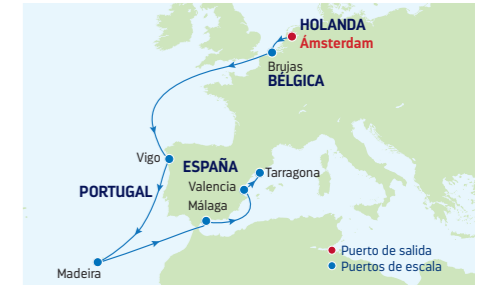 HOLANDA
Ámsterdam
Brujas
BÉLGICA
Vigo
ESPAÑA
Tarragona
Valencia
PORTUGAL
Málaga
Madeira
Puerto de salida
Puertos de escala